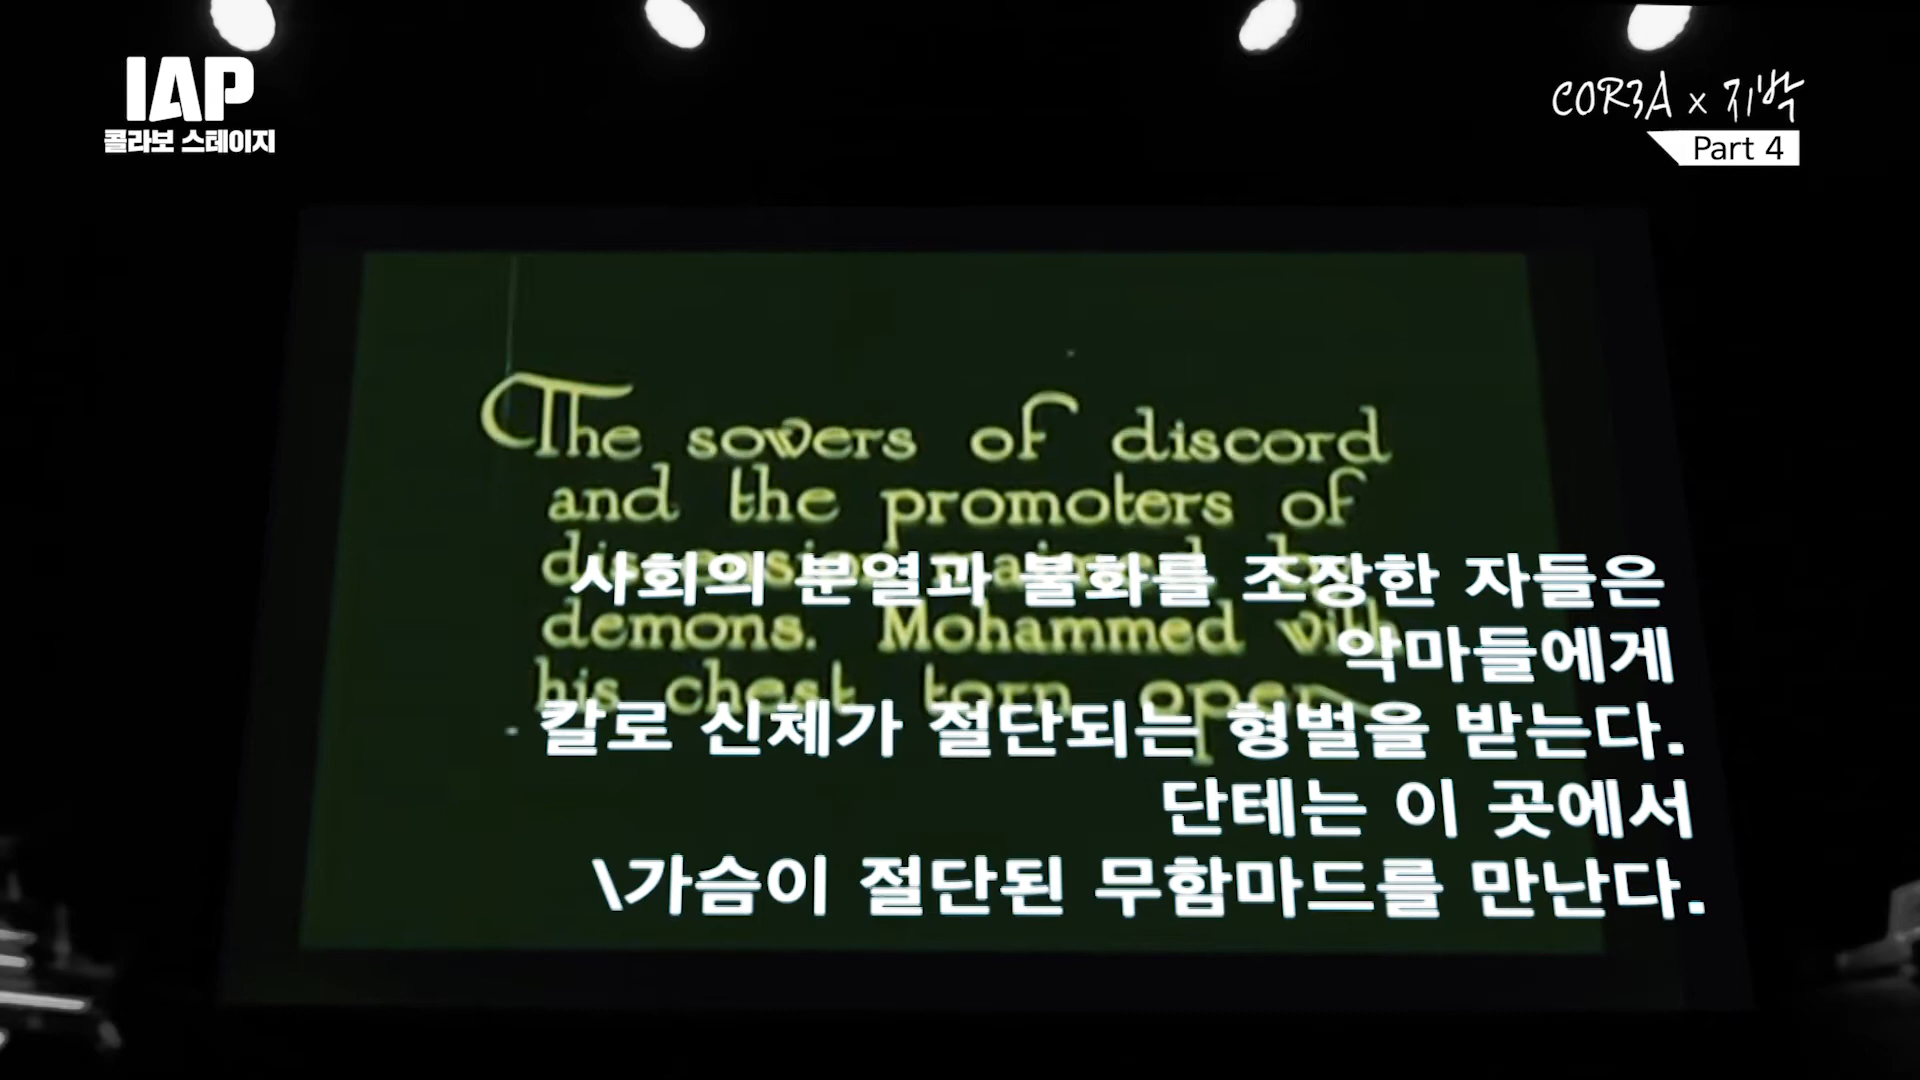 IAP
콜라보 스테이지
COR3A x 지박
Part 4
The sowers of discord
and the promoters of
dissension maimed by
demons. Mohammed with
his chest torn open.
사회의 분열과 불화를 조장한 자들은
악마들에게
칼로 신체가 절단되는 형벌을 받는다.
단테는 이 곳에서
\가슴이 절단된 무함마드를 만난다.